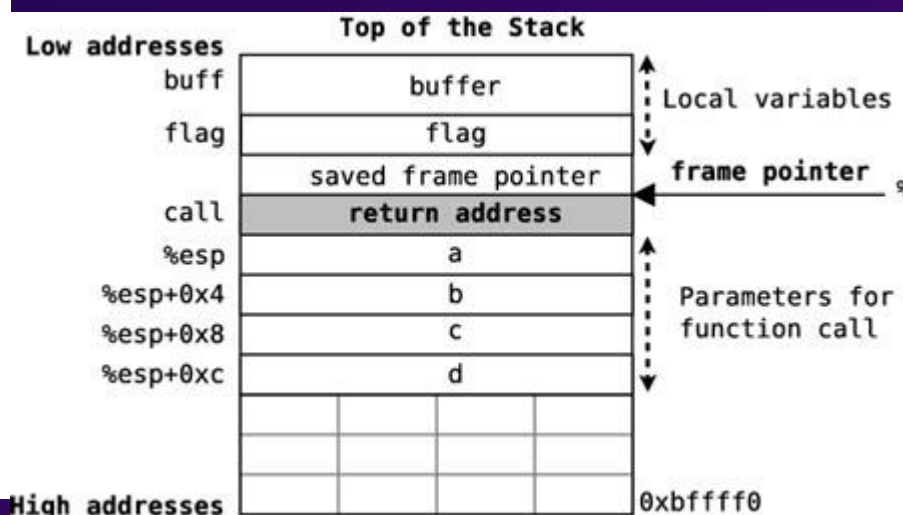 Top of the Stack
Low addresses
buff
buffer
Local variables
flag
flag
saved frame pointer
frame pointer
%
call
return address
%esp
a
%esp+0x4
b
Parameters for
%esp+0x8
c
function call
%esp+0xc
d
High addresses
0xbffff0